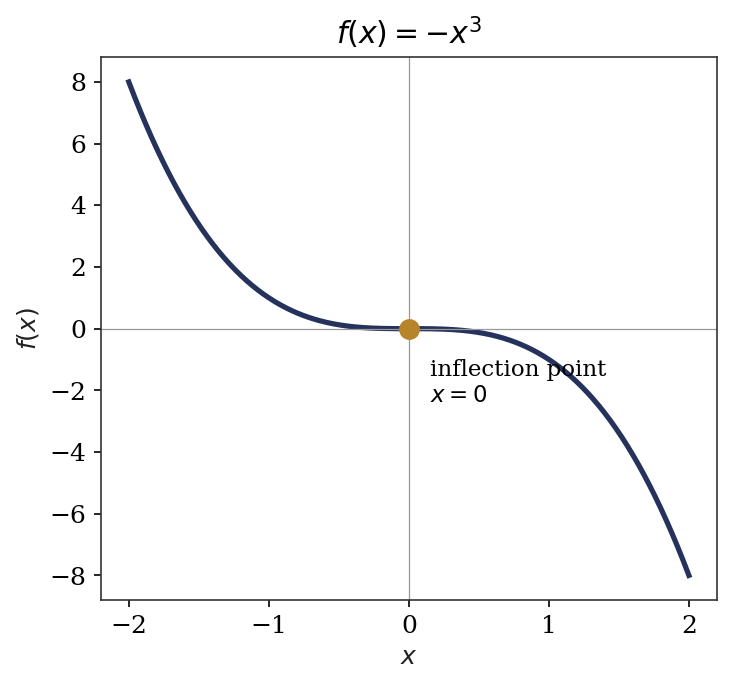 f(x) = −x³
8
6
4
2
0
−2
−4
−6
−8
f(x)
inflection point
x = 0
−2
−1
0
1
2
x